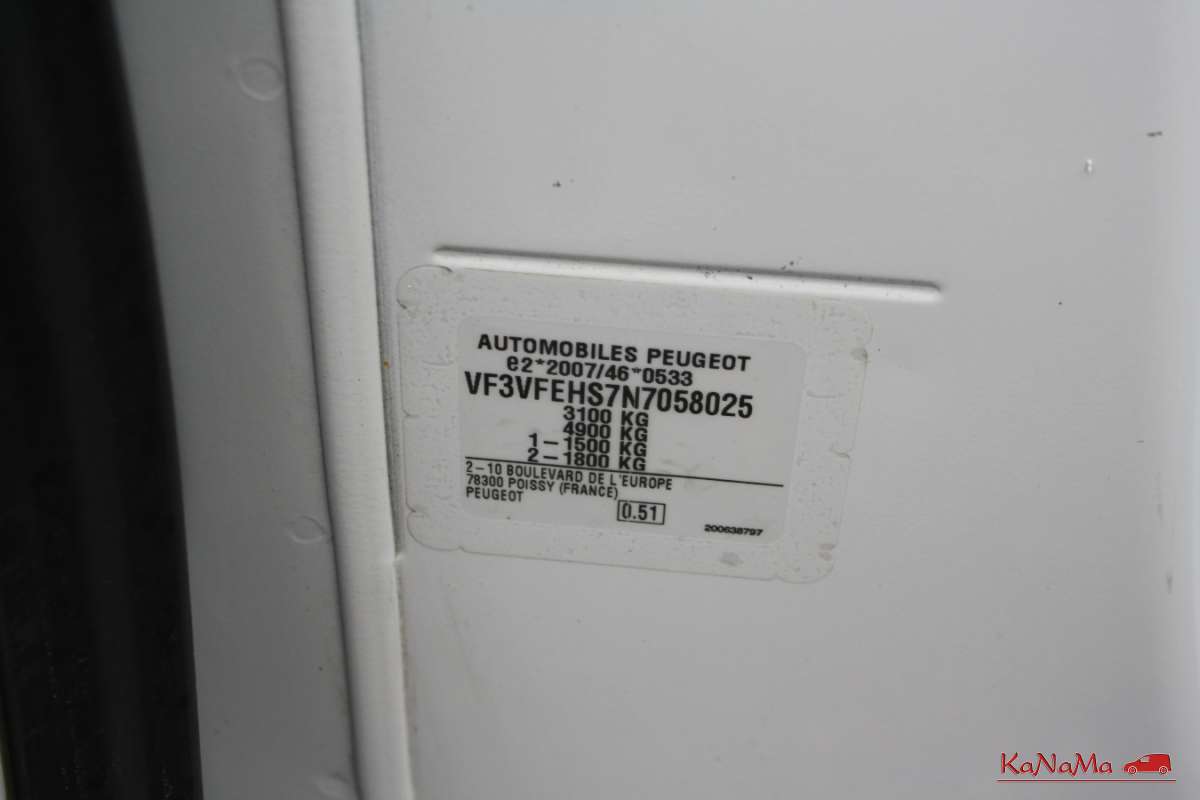 AUTOMOBILES PEUGEOT
e2*2007/46*0533
VF3VFEHS7N7058025
3100 KG
4900 KG
1-1500 KG
2-1800 KG
2-10 BOULEVARD DE L'EUROPE
78300 POISSY (FRANCE)
PEUGEOT
0.51
200638797
KaNaMa